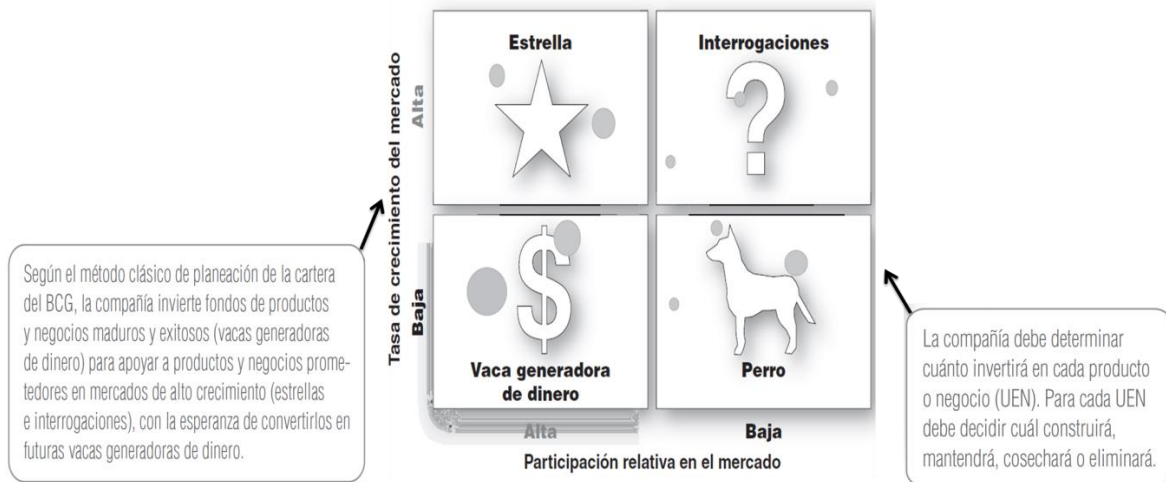 Estrella
Interrogaciones
?
Tasa de crecimiento del mercado
Alta
Baja
$
Vaca generadora
de dinero
Perro
Alta
Baja
Participación relativa en el mercado
Según el método clásico de planeación de la cartera
del BCG, la compañía invierte fondos de productos
y negocios maduros y exitosos (vacas generadoras
de dinero) para apoyar a productos y negocios prome-
tedores en mercados de alto crecimiento (estrellas
e interrogaciones), con la esperanza de convertirlos en
futuras vacas generadoras de dinero.
La compañía debe determinar
cuánto invertirá en cada producto
o negocio (UEN). Para cada UEN
debe decidir cuál construirá,
mantendrá, cosechará o eliminará.